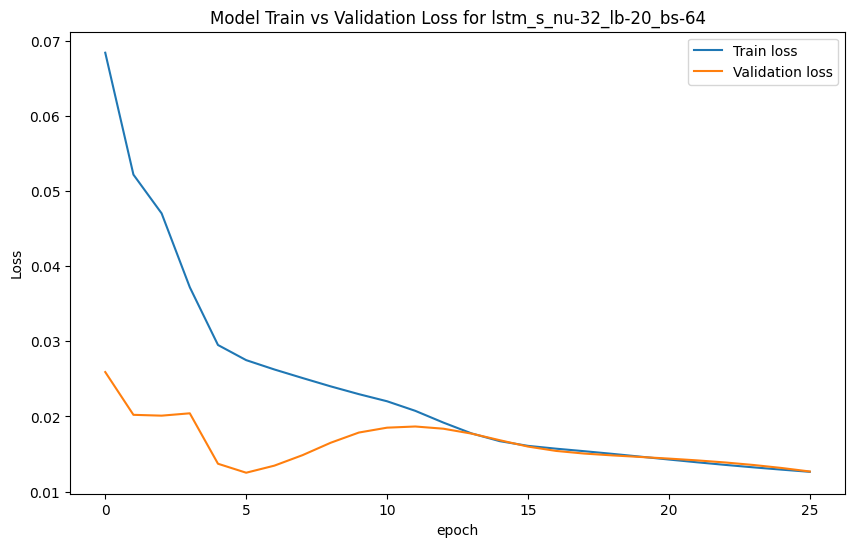 Model Train vs Validation Loss for lstm_s_nu-32_lb-20_bs-64
Train loss
Validation loss
0.07
0.06
0.05
0.04
0.03
0.02
0.01
Loss
0 5 10 15 20 25
epoch